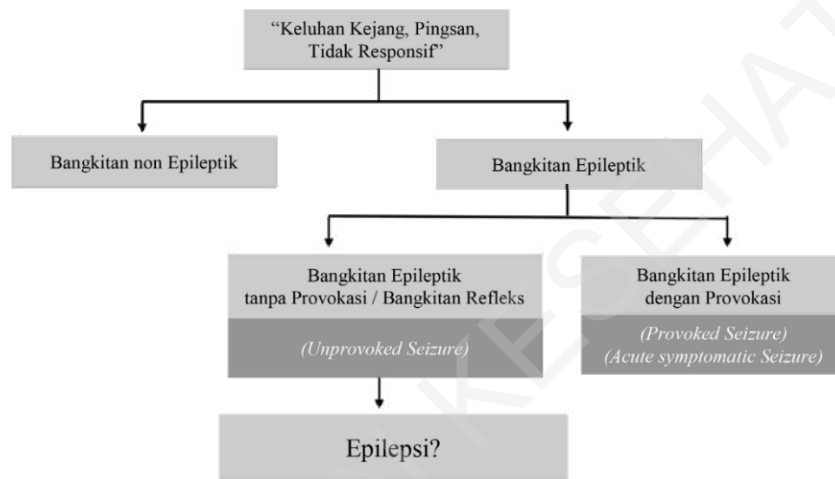 “Keluhan Kejang, Pingsan,
Tidak Responsif”
Bangkitan non Epileptik
Bangkitan Epileptik
Bangkitan Epileptik
tanpa Provokasi / Bangkitan Refleks
(Unprovoked Seizure)
Bangkitan Epileptik
dengan Provokasi
(Provoked Seizure)
(Acute symptomatic Seizure)
Epilepsi?